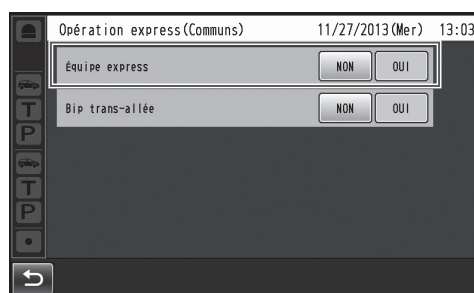 Opération express(Communs) 11/27/2013(Mer) 13:03
Équipe express NON OUI
T
Bip trans-allée NON OUI
P
T
P